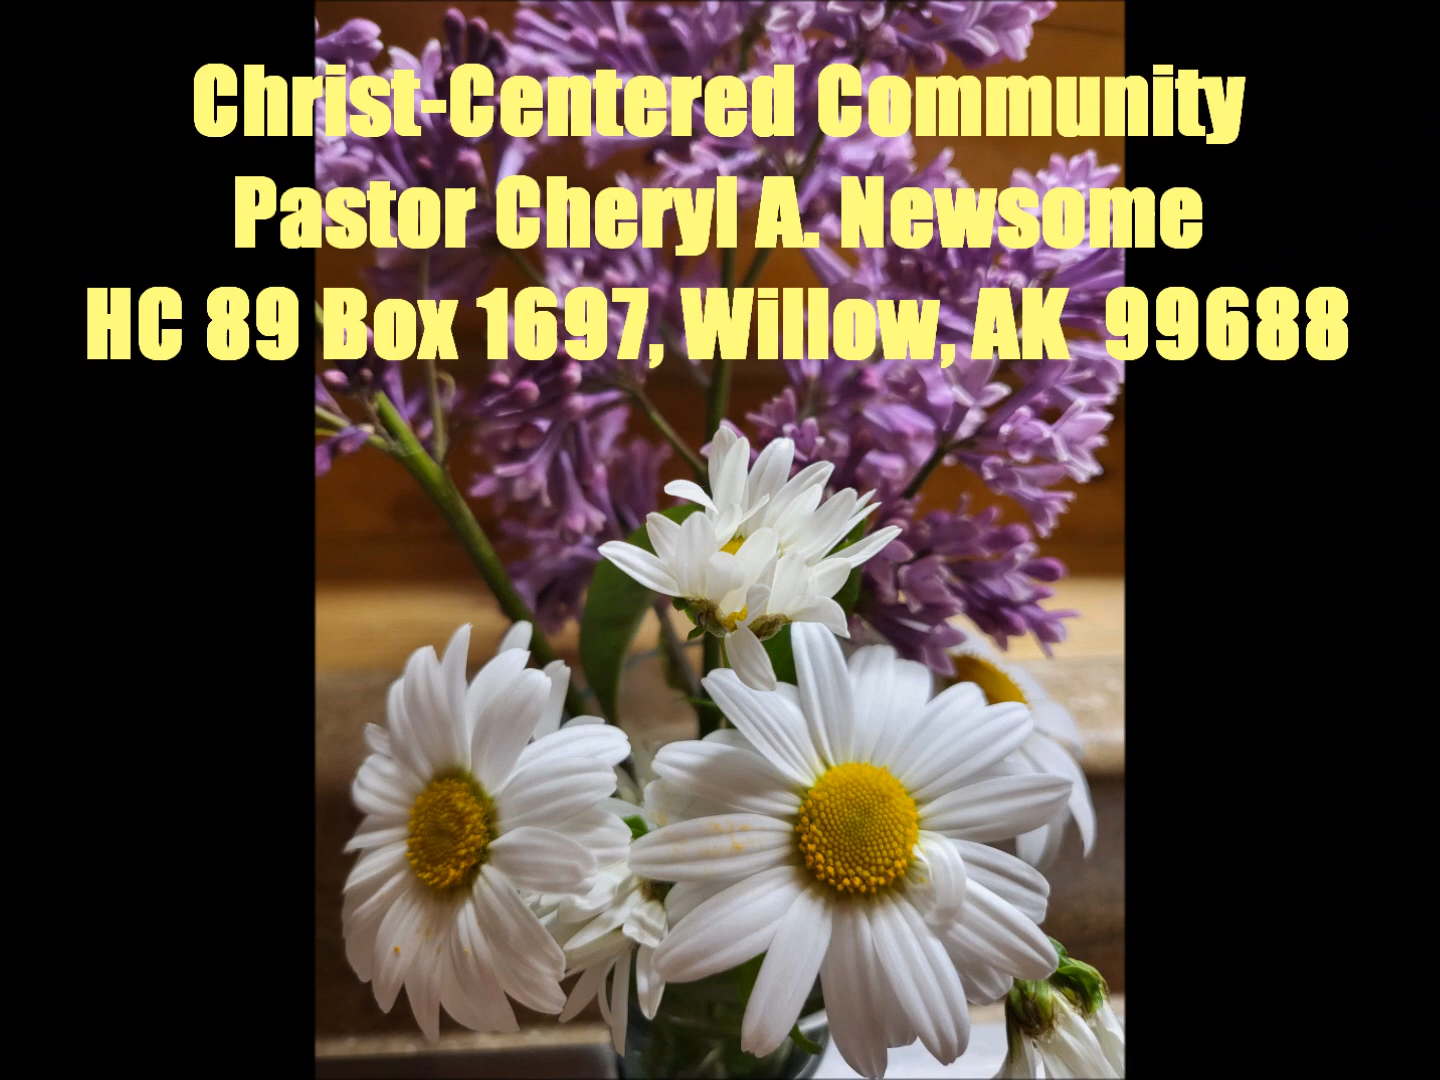 Christ-Centered Community
Pastor Cheryl A. Newsome
HC 89 Box 1697, Willow, AK  99688